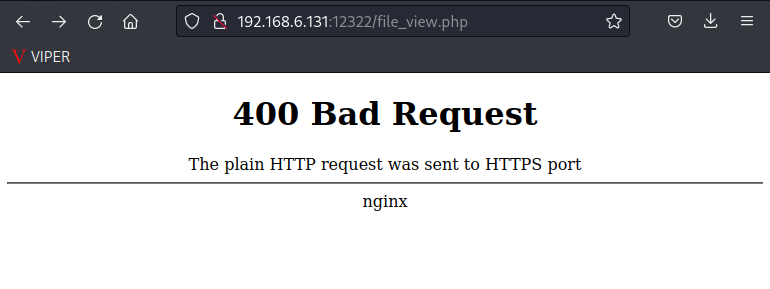 192.168.6.131:12322/file_view.php
V VIPER
400 Bad Request
The plain HTTP request was sent to HTTPS port
nginx